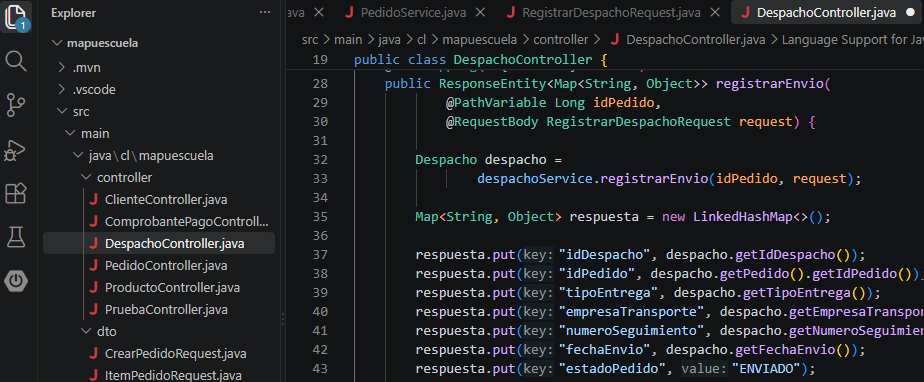 1
Explorer
mapuescuela
.mvn
.vscode
src
main
java\cl\mapuescuela
controller
ClienteController.java
ComprobantePagoControll...
DespachoController.java
PedidoController.java
ProductoController.java
PruebaController.java
dto
CrearPedidoRequest.java
ItemPedidoRequest.java
ava
PedidoService.java
RegistrarDespachoRequest.java
DespachoController.java
src > main > java > cl > mapuescuela > controller > DespachoController.java > Language Support for Jav
19 public class DespachoController {
28 public ResponseEntity<Map<String, Object>> registrarEnvio(
29 @PathVariable Long idPedido,
30 @RequestBody RegistrarDespachoRequest request) {
31
32 Despacho despacho =
33 despachoService.registrarEnvio(idPedido, request);
34
35 Map<String, Object> respuesta = new LinkedHashMap<>();
36
37 respuesta.put(key:"idDespacho", despacho.getIdDespacho());
38 respuesta.put(key:"idPedido", despacho.getPedido().getIdPedido());
39 respuesta.put(key:"tipoEntrega", despacho.getTipoEntrega());
40 respuesta.put(key:"empresaTransporte", despacho.getEmpresaTranspor
41 respuesta.put(key:"numeroSeguimiento", despacho.getNumeroSeguimien
42 respuesta.put(key:"fechaEnvio", despacho.getFechaEnvio());
43 respuesta.put(key:"estadoPedido", value:"ENVIADO");